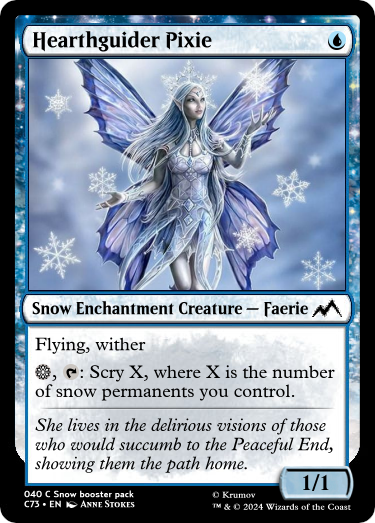 Hearthguider Pixie
Snow Enchantment Creature — Faerie
Flying, wither
, : Scry X, where X is the number
of snow permanents you control.
She lives in the delirious visions of those
who would succumb to the Peaceful End,
showing them the path home.
1/1
040 C Snow booster pack
C73 • EN Anne Stokes
© Krumov
™ & © 2024 Wizards of the Coast